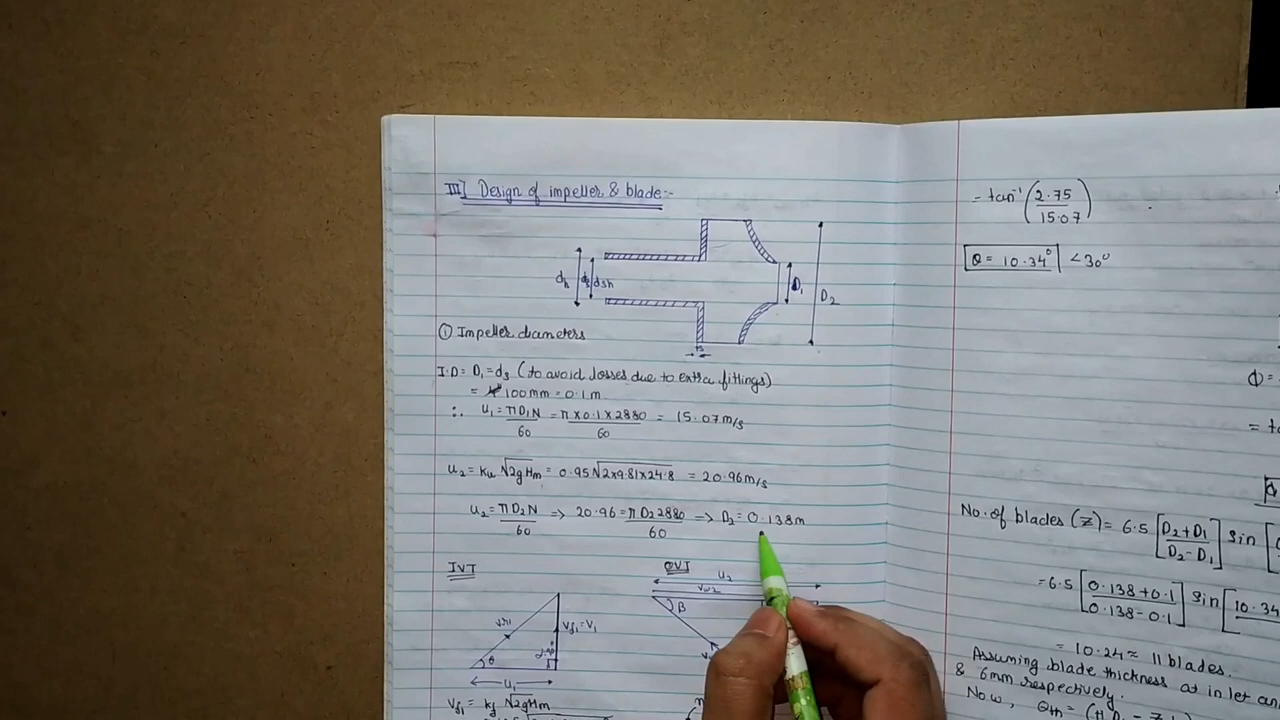 III] Design of impeller & blade:-
dh ds dsh D1 D2
① Impeller diameters
I.D = D1 = ds (to avoid losses due to extra fittings)
= 100mm = 0.1m
∴ u1 = πD1N/60 = π×0.1×2880/60 = 15.07m/s
u2 = Ku √2gHm = 0.95√2×9.81×24.8 = 20.96m/s
u2 = πD2N/60 => 20.96 = πD2 2880/60 => D2 = 0.138m
IVT OVT
u2
Vw2
β
Vr1 Vf1 = V1
θ
u1
Vf1 = Kf √2gHm
= tan⁻¹(2.75/15.07)
θ = 10.34° < 30°
Φ =
No. of blades (Z) = 6.5 [D2+D1/D2-D1] sin [
= 6.5 [0.138+0.1/0.138-0.1] sin [10.34
= 10.24 ≈ 11 blades.
Assuming blade thickness at inlet
& 6mm respectively.
Now,